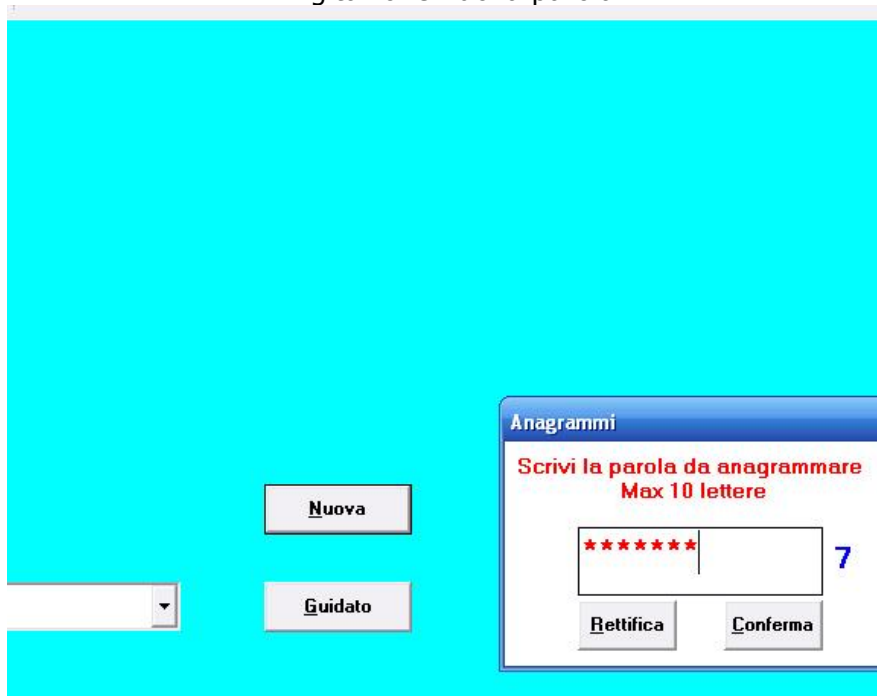 Anagrammi
Scrivi la parola da anagrammare
Max 10 lettere
Nuova
******* 7
Guidato
Rettifica Conferma